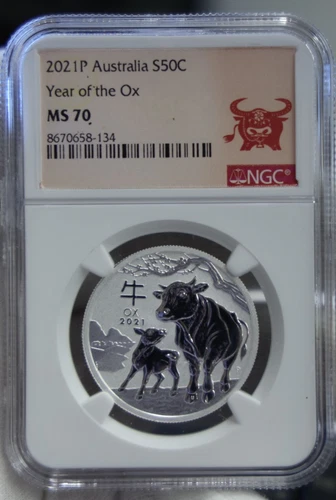 2021P Australia S50C
Year of the Ox
MS 70
8670658-134
NGC®
牛
OX
2021